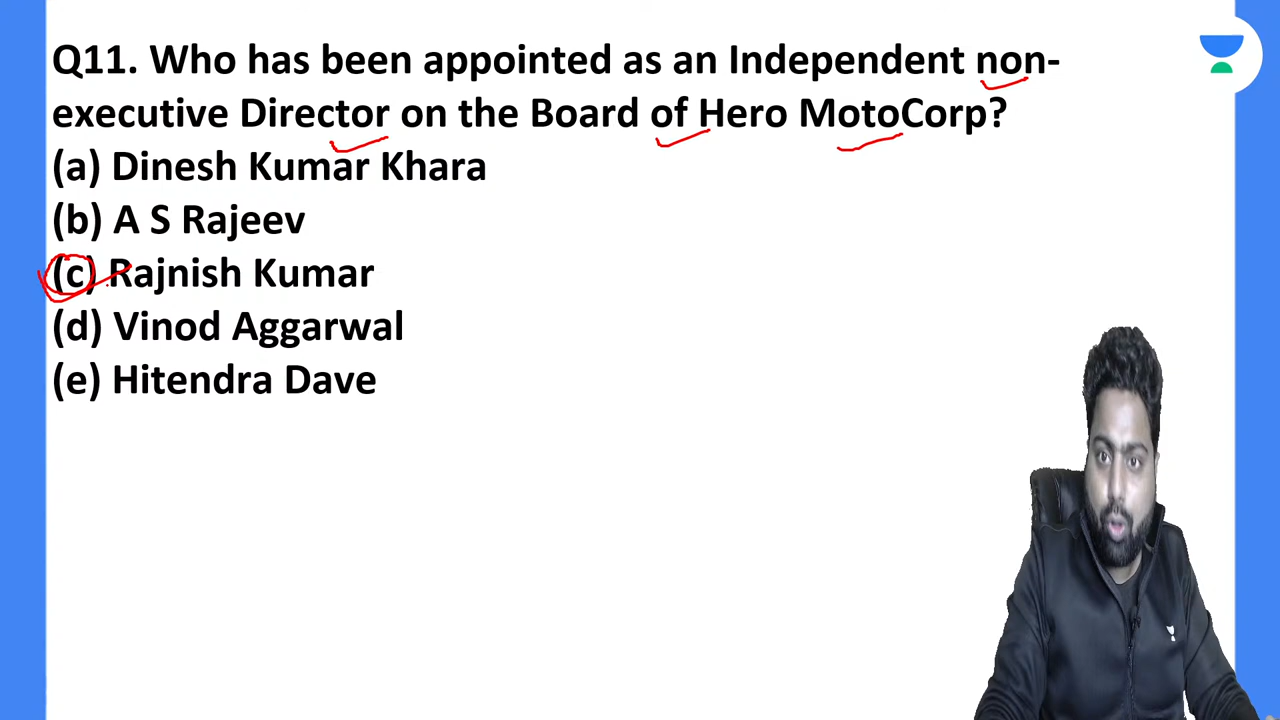 Q11. Who has been appointed as an Independent non-
executive Director on the Board of Hero MotoCorp?
(a) Dinesh Kumar Khara
(b) A S Rajeev
(c) Rajnish Kumar
(d) Vinod Aggarwal
(e) Hitendra Dave